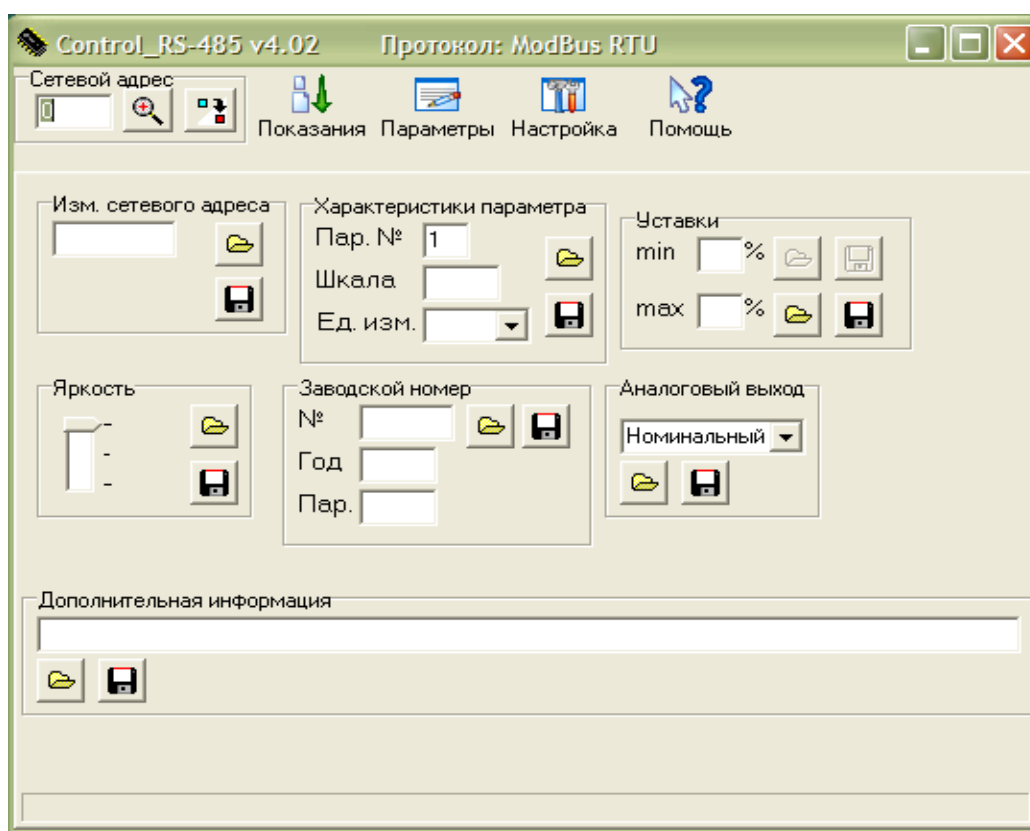 Control_RS-485 v4.02 Протокол: ModBus RTU
Сетевой адрес
0
Показания Параметры Настройка Помощь
Изм. сетевого адреса
Характеристики параметра
Пар. № 1
Шкала
Ед. изм.
Уставки
min %
max %
Яркость
Заводской номер
№
Год
Пар.
Аналоговый выход
Номинальный
Дополнительная информация